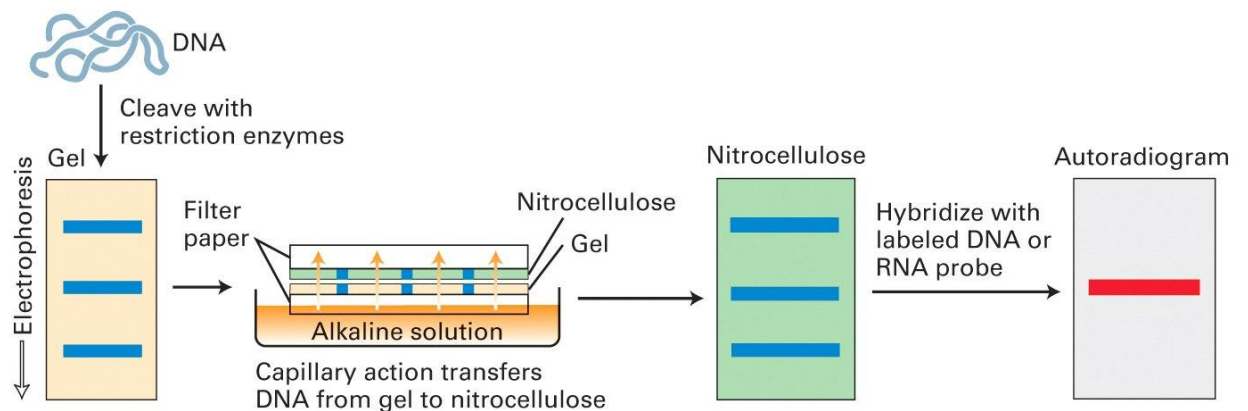 DNA
Cleave with
restriction enzymes
Gel
Electrophoresis
Filter
paper
Nitrocellulose
Gel
Alkaline solution
Capillary action transfers
DNA from gel to nitrocellulose
Nitrocellulose
Hybridize with
labeled DNA or
RNA probe
Autoradiogram